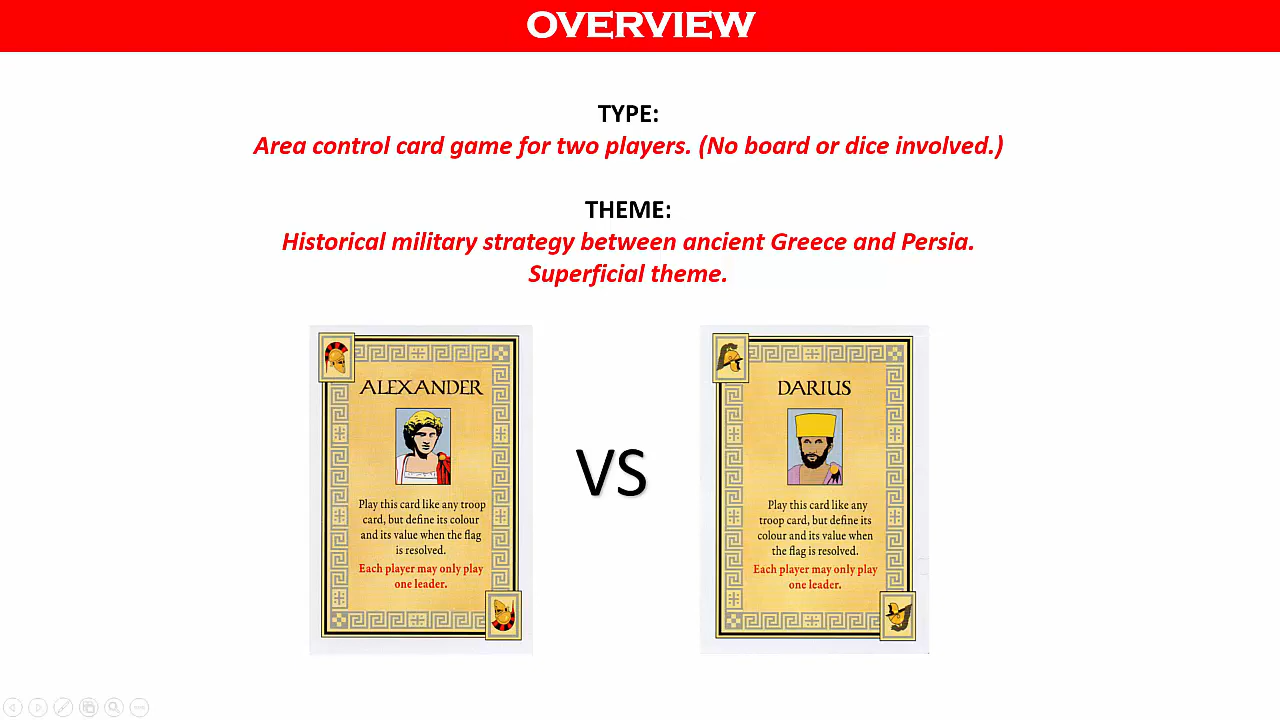 OVERVIEW
TYPE:
Area control card game for two players. (No board or dice involved.)
THEME:
Historical military strategy between ancient Greece and Persia.
Superficial theme.
ALEXANDER
Play this card like any troop
card, but define its colour
and its value when the flag
is resolved.
Each player may only play
one leader.
VS
DARIUS
Play this card like any
troop card, but define its
colour and its value when
the flag is resolved.
Each player may only play
one leader.